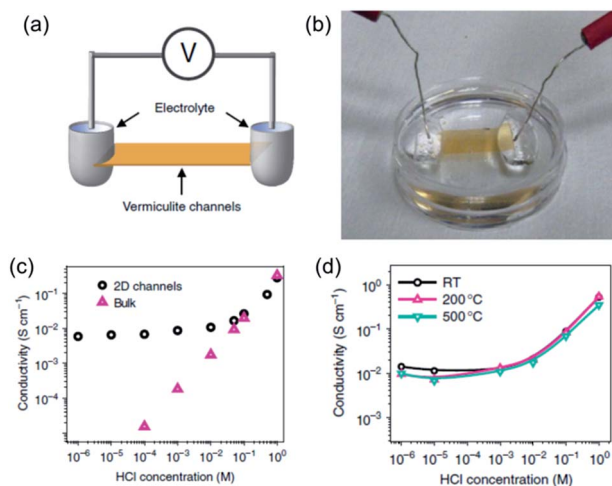 (a)
V
Electrolyte
Vermiculite channels
(b)
(c)
Conductivity (S cm⁻¹)
10⁻¹
10⁻²
10⁻³
10⁻⁴
2D channels
Bulk
10⁻⁶ 10⁻⁵ 10⁻⁴ 10⁻³ 10⁻² 10⁻¹ 10⁰
HCl concentration (M)
(d)
Conductivity (S cm⁻¹)
10⁰
10⁻¹
10⁻²
10⁻³
RT
200 °C
500 °C
10⁻⁶ 10⁻⁵ 10⁻⁴ 10⁻³ 10⁻² 10⁻¹ 10⁰
HCl concentration (M)